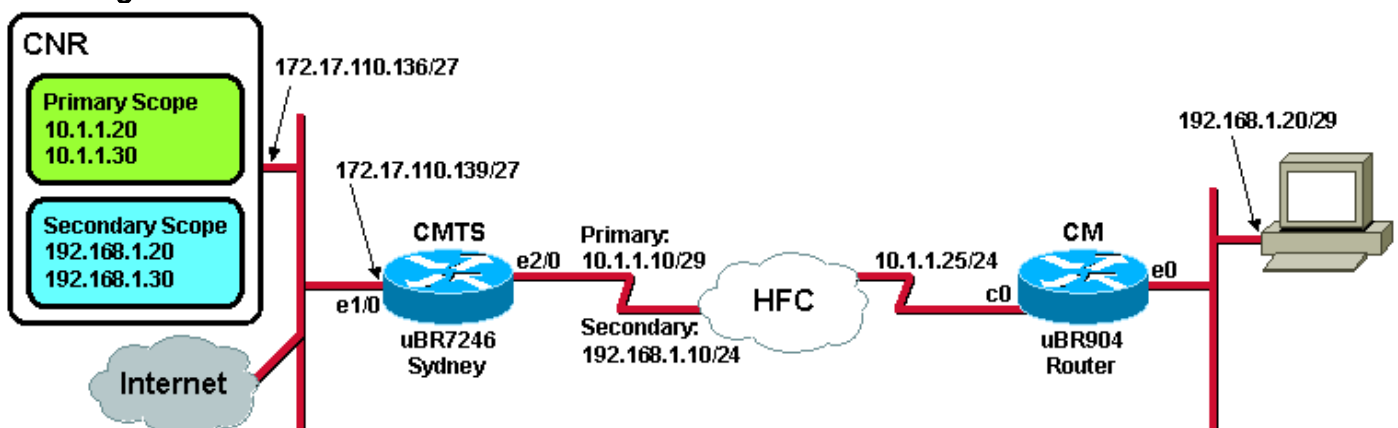 CNR
172.17.110.136/27
Primary Scope
10.1.1.20
10.1.1.30
Secondary Scope
192.168.1.20
192.168.1.30
Internet
172.17.110.139/27
CMTS
e1/0
e2/0
uBR7246
Sydney
Primary:
10.1.1.10/29
HFC
Secondary:
192.168.1.10/24
10.1.1.25/24
c0
CM
e0
uBR904
Router
192.168.1.20/29